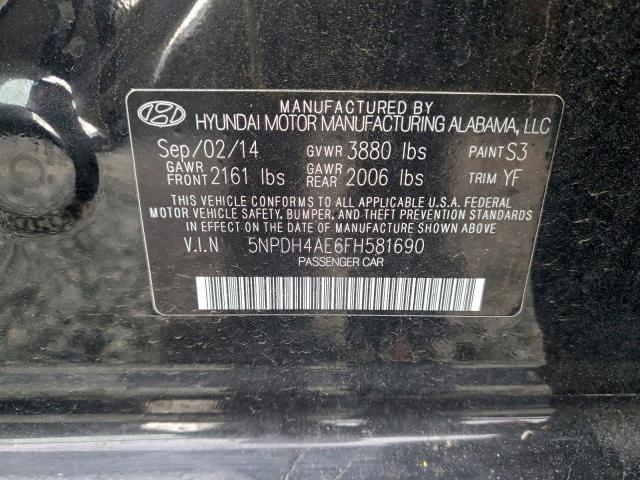 MANUFACTURED BY
HYUNDAI MOTOR MANUFACTURING ALABAMA, LLC
Sep/02/14 GVWR 3880 lbs PAINT S3
GAWR FRONT 2161 lbs GAWR REAR 2006 lbs TRIM YF
THIS VEHICLE CONFORMS TO ALL APPLICABLE U.S.A. FEDERAL
MOTOR VEHICLE SAFETY, BUMPER, AND THEFT PREVENTION STANDARDS
IN EFFECT ON THE DATE OF MANUFACTURE SHOWN ABOVE
V.I.N 5NPDH4AE6FH581690
PASSENGER CAR